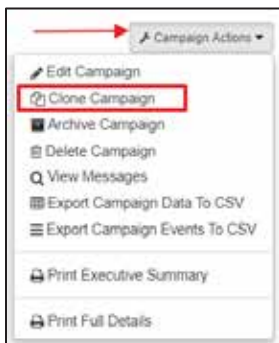 Campaign Actions
Edit Campaign
Clone Campaign
Archive Campaign
Delete Campaign
View Messages
Export Campaign Data To CSV
Export Campaign Events To CSV
Print Executive Summary
Print Full Details